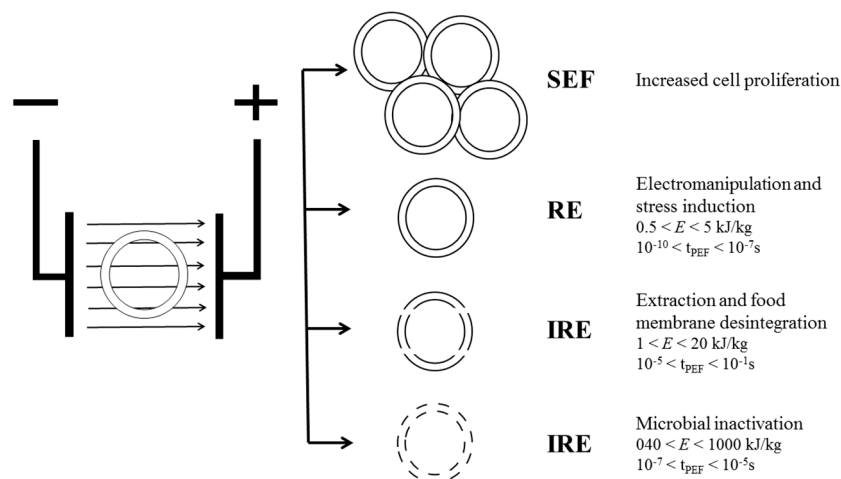 − +
SEF
Increased cell proliferation
RE
Electromanipulation and
stress induction
0.5 < E < 5 kJ/kg
10⁻¹⁰ < tPEF < 10⁻⁷s
IRE
Extraction and food
membrane desintegration
1 < E < 20 kJ/kg
10⁻⁵ < tPEF < 10⁻¹s
IRE
Microbial inactivation
040 < E < 1000 kJ/kg
10⁻⁷ < tPEF < 10⁻⁵s